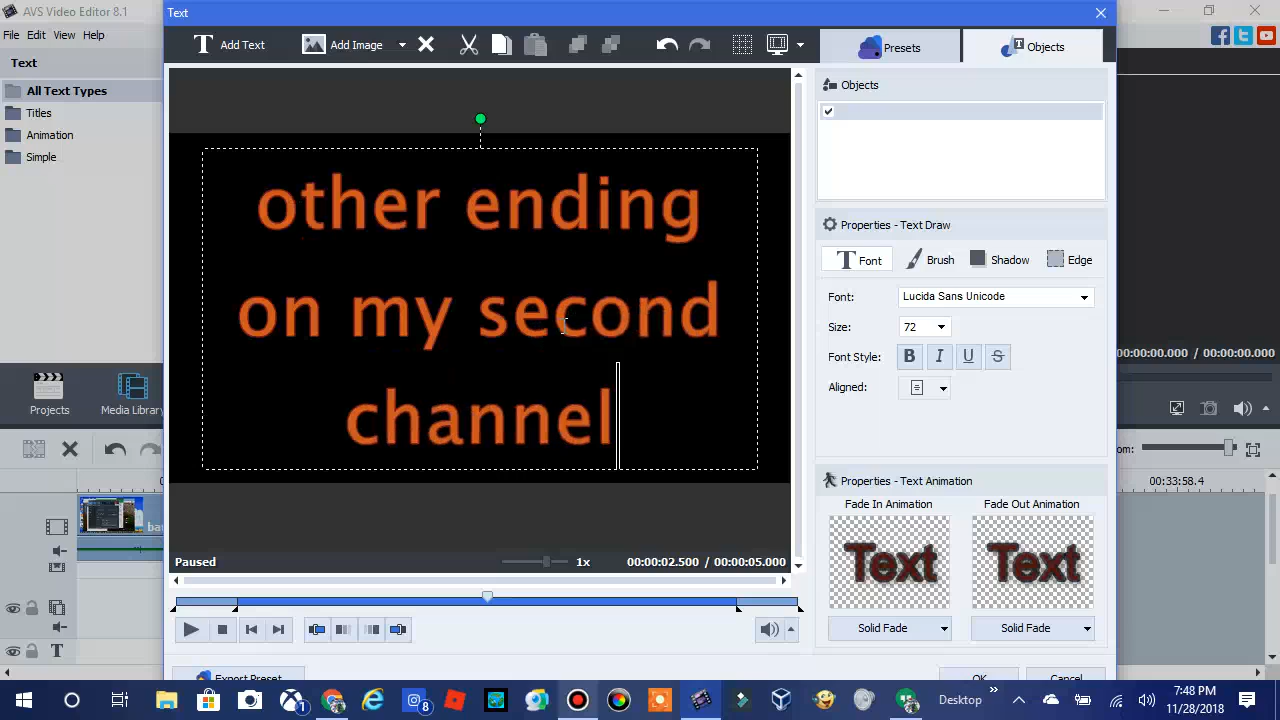 AVS Video Editor 8.1
Text
File Edit View Help
Add Text
Add Image
Presets
Objects
Text
All Text Types
Titles
Animation
Simple
Objects
other ending
on my second
channel
Properties - Text Draw
Font
Brush
Shadow
Edge
Font:
Lucida Sans Unicode
Size:
72
Font Style:
B I U S
Aligned:
00:00:00.000 / 00:00:00.000
Projects
Media Library
Properties - Text Animation
Fade In Animation
Fade Out Animation
Text
Text
Solid Fade
Solid Fade
Paused
1x
00:00:02.500 / 00:00:05.000
00:33:58.4
Export Preset
OK
Cancel
Desktop
7:48 PM
11/28/2018